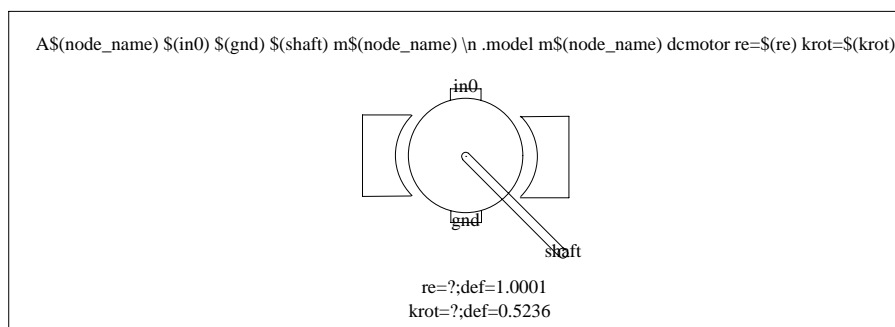 A$(node_name) $(in0) $(gnd) $(shaft) m$(node_name) \n .model m$(node_name) dcmotor re=$(re) krot=$(krot)
in0
gnd
shaft
re=?;def=1.0001
krot=?;def=0.5236